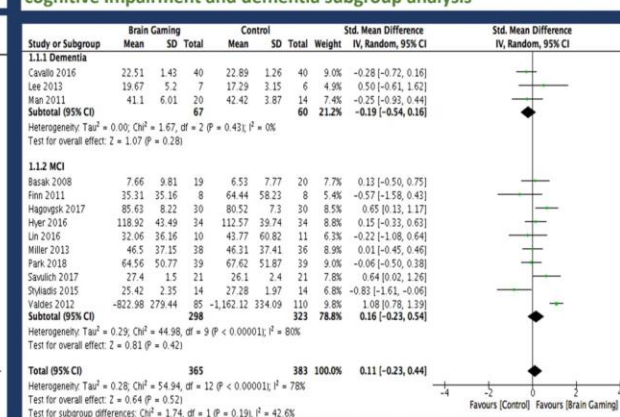 cognitive impairment and dementia subgroup analysis
Brain Gaming Control Std. Mean Difference Std. Mean Difference
Study or Subgroup Mean SD Total Mean SD Total Weight IV, Random, 95% CI IV, Random, 95% CI
1.1.1 Dementia
Cavallo 2016 22.51 1.43 40 22.89 1.26 40 9.0% -0.28 [-0.72, 0.16]
Lee 2013 19.67 5.2 7 17.29 3.15 6 5.4% 0.50 [-0.61, 1.62]
Man 2011 41.1 6.01 20 42.42 3.87 14 7.4% -0.25 [-0.93, 0.44]
Subtotal (95% CI) 67 60 21.2% -0.19 [-0.54, 0.16]
Heterogeneity: Tau² = 0.00; Chi² = 1.67, df = 2 (P = 0.43); I² = 0%
Test for overall effect: Z = 1.07 (P = 0.28)
1.1.2 MCI
Basak 2008 7.66 9.81 19 6.53 7.77 20 7.7% 0.13 [-0.50, 0.75]
Finn 2011 35.31 35.16 8 64.44 58.23 8 5.4% -0.57 [-1.58, 0.43]
Hagovgsk 2017 85.63 8.22 30 80.52 7.3 30 8.4% 0.65 [0.13, 1.17]
Hyer 2016 118.92 43.49 34 112.57 39.74 34 8.7% 0.15 [-0.33, 0.63]
Lin 2016 32.06 36.16 10 43.77 60.82 11 6.3% -0.22 [-1.08, 0.64]
Miller 2013 46.5 37.15 38 46.31 37.41 36 8.8% 0.01 [-0.45, 0.46]
Park 2018 64.56 50.77 39 67.62 51.87 39 8.9% -0.06 [-0.50, 0.38]
Savulich 2017 27.4 1.5 21 26.1 2.4 21 7.8% 0.64 [0.02, 1.26]
Styliadis 2015 25.42 2.35 14 27.28 1.97 14 6.8% -0.83 [-1.61, -0.06]
Valdes 2012 -822.98 279.44 85 -1,162.12 334.09 110 9.9% 1.08 [0.78, 1.39]
Subtotal (95% CI) 298 323 78.8% 0.16 [-0.23, 0.54]
Heterogeneity: Tau² = 0.29; Chi² = 44.98, df = 9 (P < 0.00001); I² = 80%
Test for overall effect: Z = 0.81 (P = 0.42)
Total (95% CI) 365 383 100.0% 0.11 [-0.23, 0.44]
Heterogeneity: Tau² = 0.28; Chi² = 54.94, df = 12 (P < 0.00001); I² = 78%
Test for overall effect: Z = 0.64 (P = 0.52)
Test for subgroup differences: Chi² = 1.74, df = 1 (P = 0.19), I² = 42.6%
-4 -2 0 2 4
Favours [Control] Favours [Brain Gaming]